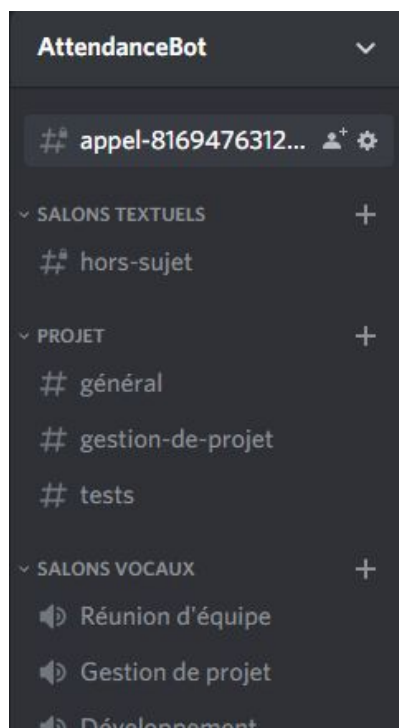 AttendanceBot
appel-8169476312...
SALONS TEXTUELS
hors-sujet
PROJET
général
gestion-de-projet
tests
SALONS VOCAUX
Réunion d'équipe
Gestion de projet
Développement